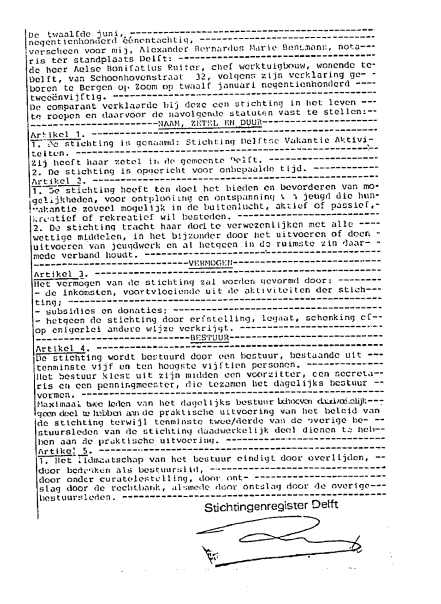 De twaalfde juni, ---
negentienhonderd éénentachtig, ---
verscheen voor mij, Alexander Bernardus Marie Bentmann, nota-
ris ter standplaats Delft:
de heer Aelse Bonifatius Ruiter, chef werktuigbouw, wonende te
Delft, van Schoonhovenstraat 32, volgens zijn verklaring ge-
boren te Bergen op Zoom op twaalf januari negentienhonderd ---
tweeënvijftig. ---
De comparant verklaarde bij deze een stichting in het leven --
te roepen en daarvoor de navolgende statuten vast te stellen:-
---NAAM, ZETEL EN DUUR---
Artikel 1. ---
1. De stichting is genaamd: Stichting Delftse Vakantie Aktivi-
teiten. ---
Zij heeft haar zetel in de gemeente Delft. ---
2. De stichting is opgericht voor onbepaalde tijd. ---
Artikel 2. ---
1. De stichting heeft ten doel het bieden en bevorderen van mo-
gelijkheden, voor ontplooiing en ontspanning jeugd die hun
vakantie zoveel mogelijk in de buitenlucht, aktief of passief,-
kreatief of rekreatief wil besteden. ---
2. De stichting tracht haar doel te verwezenlijken met alle ---
wettige middelen, in het bijzonder door het uitvoeren of doen -
uitvoeren van jeugdwerk en al hetgeen in de ruimste zin daar-
mede verband houdt. ---
---VERMOGEN---
Artikel 3. ---
Het vermogen van de stichting zal worden gevormd door: ---
- de inkomsten, voortvloeiende uit de aktiviteiten der stich-
ting; ---
- subsidies en donaties; ---
- hetgeen de stichting door erfstelling, legaat, schenking of--
op enigerlei andere wijze verkrijgt. ---
---BESTUUR---
Artikel 4. ---
De stichting wordt bestuurd door een bestuur, bestaande uit ---
tenminste vijf en ten hoogste vijftien personen. ---
Het bestuur kiest uit zijn midden een voorzitter, een secreta-
ris en een penningmeester, die tezamen het dagelijks bestuur --
vormen. ---
Maximaal twee leden van het dagelijks bestuur behoeven daadwerkelijk--
geen deel te hebben aan de praktische uitvoering van het beleid van
de stichting terwijl tenminste twee/derde van de overige be-
stuursleden van de stichting daadwerkelijk deel dienen te heb-
ben aan de praktische uitvoering. ---
Artikel 5. ---
1. Het lidmaatschap van het bestuur eindigt door overlijden, --
door bedanken als bestuurslid, ---
door onder curatelestelling, door ont- ---
slag door de rechtbank, alsmede door ontslag door de overige---
bestuursleden. ---
Stichtingenregister Delft